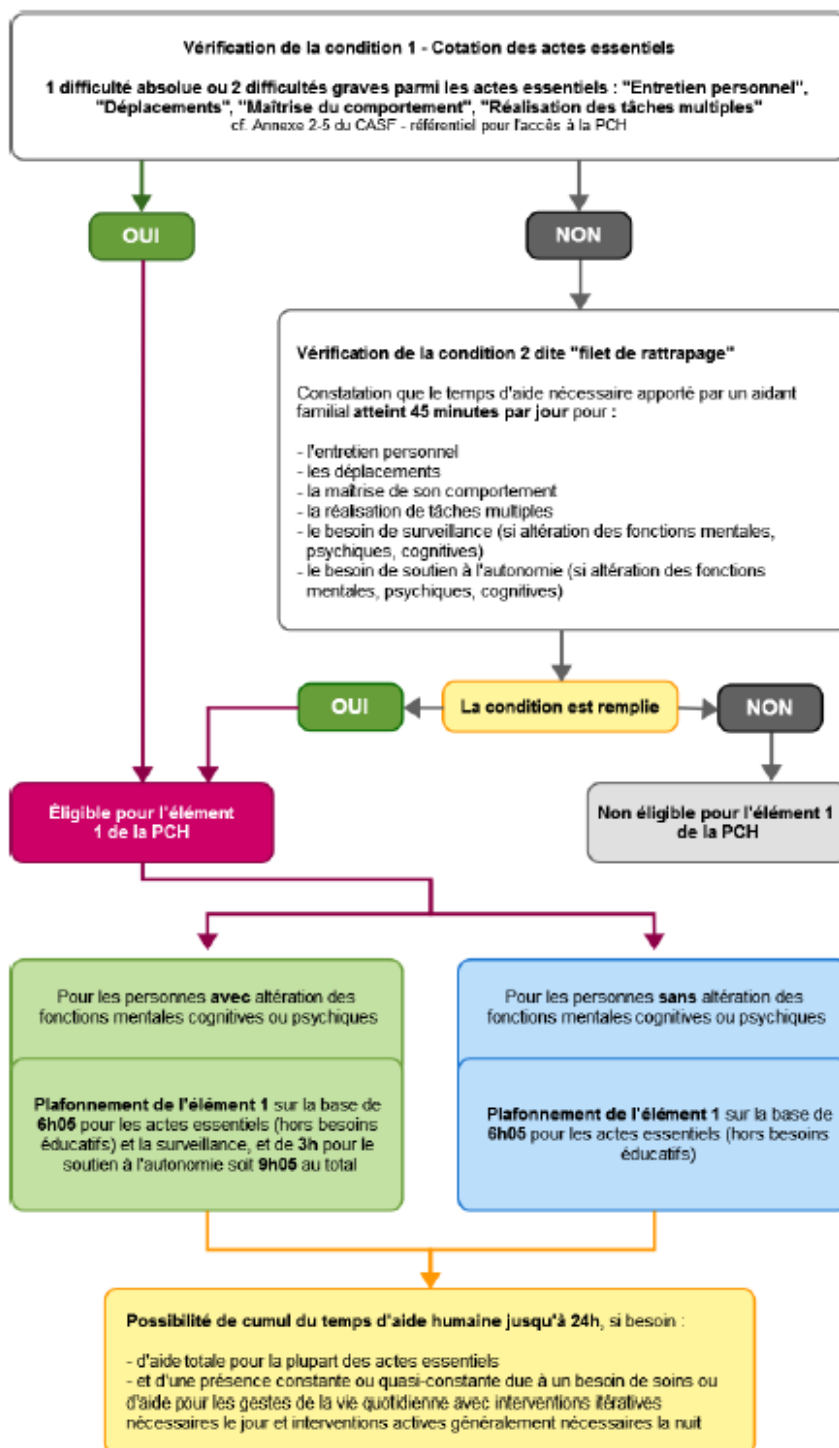 Vérification de la condition 1 - Cotation des actes essentiels
1 difficulté absolue ou 2 difficultés graves parmi les actes essentiels : "Entretien personnel",
"Déplacements", "Maîtrise du comportement", "Réalisation des tâches multiples"
cf. Annexe 2-5 du CASF - référentiel pour l'accès à la PCH
OUI
NON
Vérification de la condition 2 dite "filet de rattrapage"
Constatation que le temps d'aide nécessaire apporté par un aidant
familial atteint 45 minutes par jour pour :
- l'entretien personnel
- les déplacements
- la maîtrise de son comportement
- la réalisation de tâches multiples
- le besoin de surveillance (si altération des fonctions mentales,
psychiques, cognitives)
- le besoin de soutien à l'autonomie (si altération des fonctions
mentales, psychiques, cognitives)
OUI
La condition est remplie
NON
Éligible pour l'élément
1 de la PCH
Non éligible pour l'élément 1
de la PCH
Pour les personnes avec altération des
fonctions mentales cognitives ou psychiques
Plafonnement de l'élément 1 sur la base de
6h05 pour les actes essentiels (hors besoins
éducatifs) et la surveillance, et de 3h pour le
soutien à l'autonomie soit 9h05 au total
Pour les personnes sans altération des
fonctions mentales cognitives ou psychiques
Plafonnement de l'élément 1 sur la base de
6h05 pour les actes essentiels (hors besoins
éducatifs)
Possibilité de cumul du temps d'aide humaine jusqu'à 24h, si besoin :
- d'aide totale pour la plupart des actes essentiels
- et d'une présence constante ou quasi-constante due à un besoin de soins ou
d'aide pour les gestes de la vie quotidienne avec interventions itératives
nécessaires le jour et interventions actives généralement nécessaires la nuit